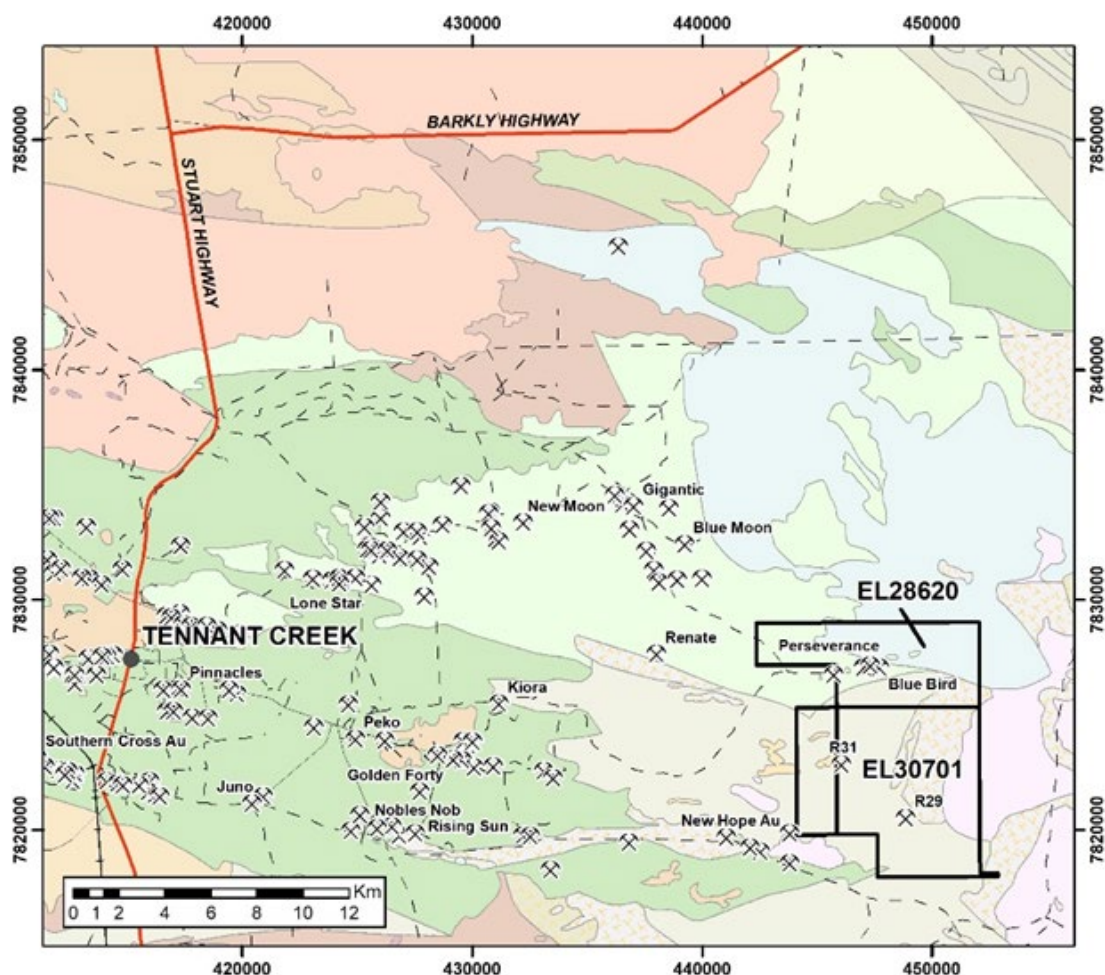 420000
430000
440000
450000
7850000
7850000
BARKLY HIGHWAY
STUART HIGHWAY
7840000
7840000
New Moon
Gigantic
Blue Moon
7830000
7830000
Lone Star
EL28620
TENNANT CREEK
Renate
Perseverance
Pinnacles
Blue Bird
Kiora
Peko
Southern Cross Au
R31
EL30701
Golden Forty
Juno
R29
Nobles Nob
Rising Sun
New Hope Au
7820000
7820000
Km
0 1 2 4 6 8 10 12
420000
430000
440000
450000